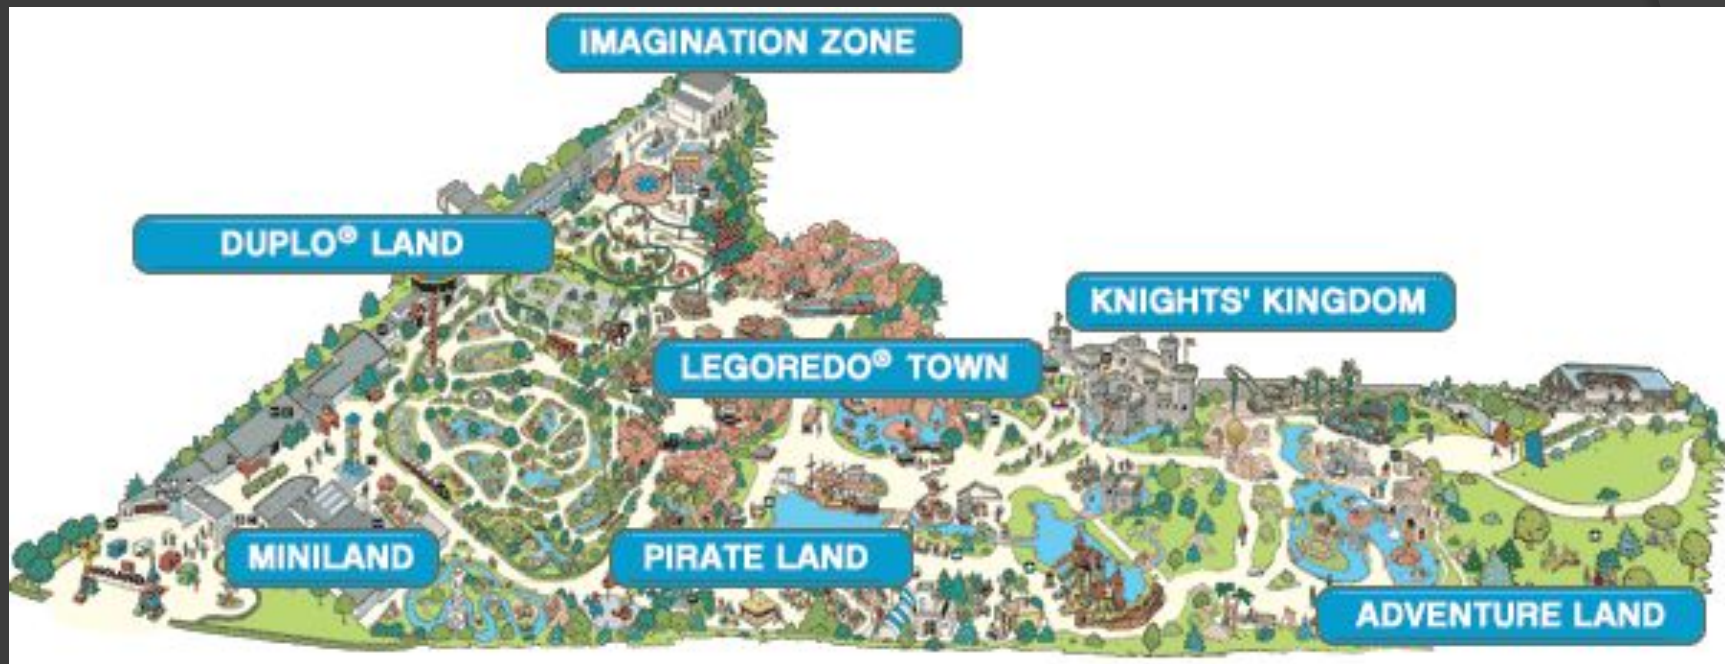 IMAGINATION ZONE
DUPLO® LAND
KNIGHTS' KINGDOM
LEGOREDO® TOWN
MINILAND
PIRATE LAND
ADVENTURE LAND